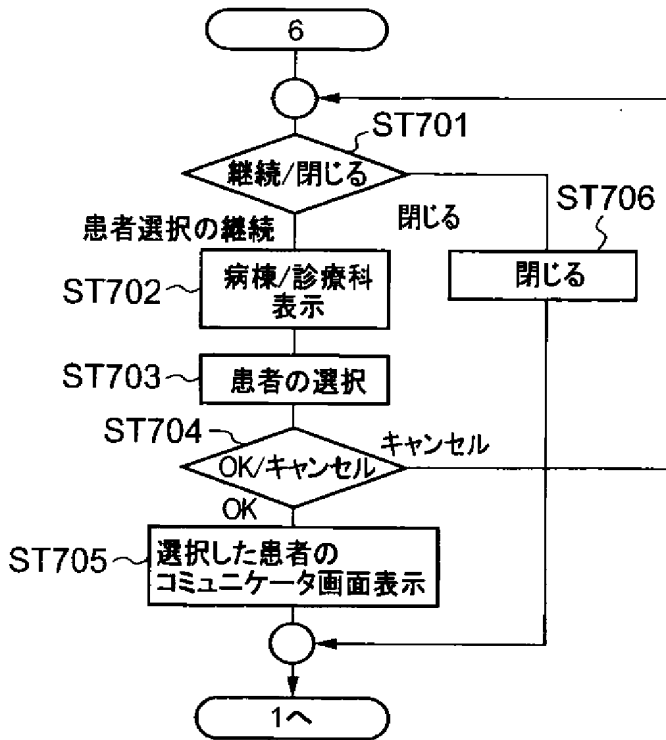 6
ST701
継続/閉じる
患者選択の継続
閉じる
ST706
閉じる
ST702
病棟/診療科
表示
ST703
患者の選択
ST704
OK/キャンセル
キャンセル
OK
ST705
選択した患者の
コミュニケータ画面表示
1へ